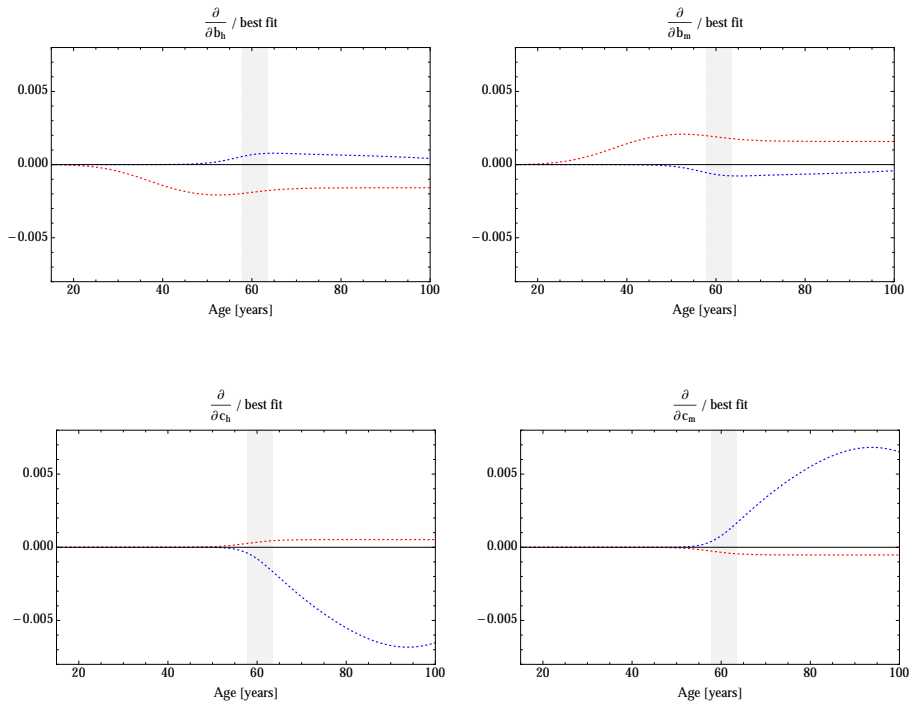 ∂/∂b_h / best fit
0.005
0.000
−0.005
20 40 60 80 100
Age [years]
∂/∂b_m / best fit
0.005
0.000
−0.005
20 40 60 80 100
Age [years]
∂/∂c_h / best fit
0.005
0.000
−0.005
20 40 60 80 100
Age [years]
∂/∂c_m / best fit
0.005
0.000
−0.005
20 40 60 80 100
Age [years]